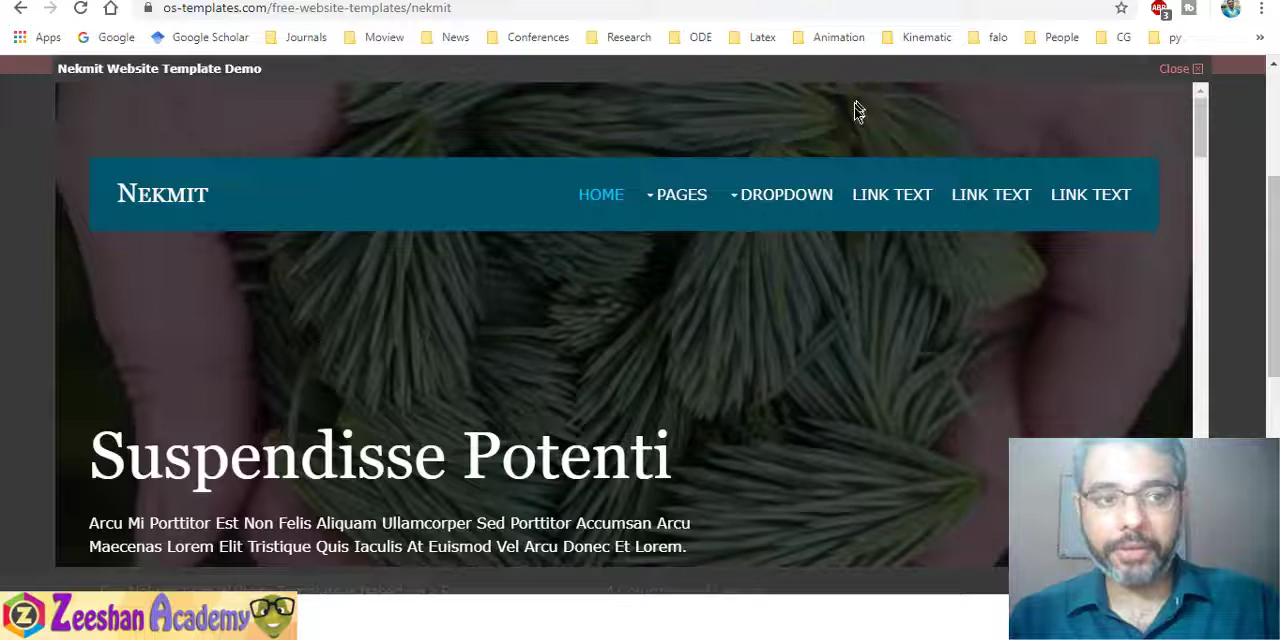 os-templates.com/free-website-templates/nekmit
Apps Google Google Scholar Journals Moview News Conferences Research ODE Latex Animation Kinematic falo People CG py »
Nekmit Website Template Demo
Close
NEKMIT
HOME PAGES DROPDOWN LINK TEXT LINK TEXT LINK TEXT
Suspendisse Potenti
Arcu Mi Porttitor Est Non Felis Aliquam Ullamcorper Sed Porttitor Accumsan Arcu
Maecenas Lorem Elit Tristique Quis Iaculis At Euismod Vel Arcu Donec Et Lorem.
Zeeshan Academy